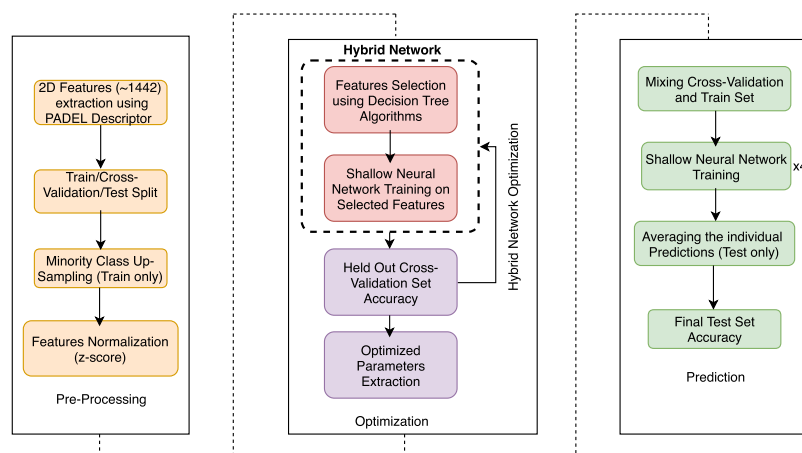 2D Features (~1442)
extraction using
PADEL Descriptor
Train/Cross-
Validation/Test Split
Minority Class Up-
Sampling (Train only)
Features Normalization
(z-score)
Pre-Processing
Hybrid Network
Features Selection
using Decision Tree
Algorithms
Shallow Neural
Network Training on
Selected Features
Hybrid Network Optimization
Held Out Cross-
Validation Set
Accuracy
Optimized
Parameters
Extraction
Optimization
Mixing Cross-Validation
and Train Set
Shallow Neural Network
Training
x4
Averaging the individual
Predictions (Test only)
Final Test Set
Accuracy
Prediction